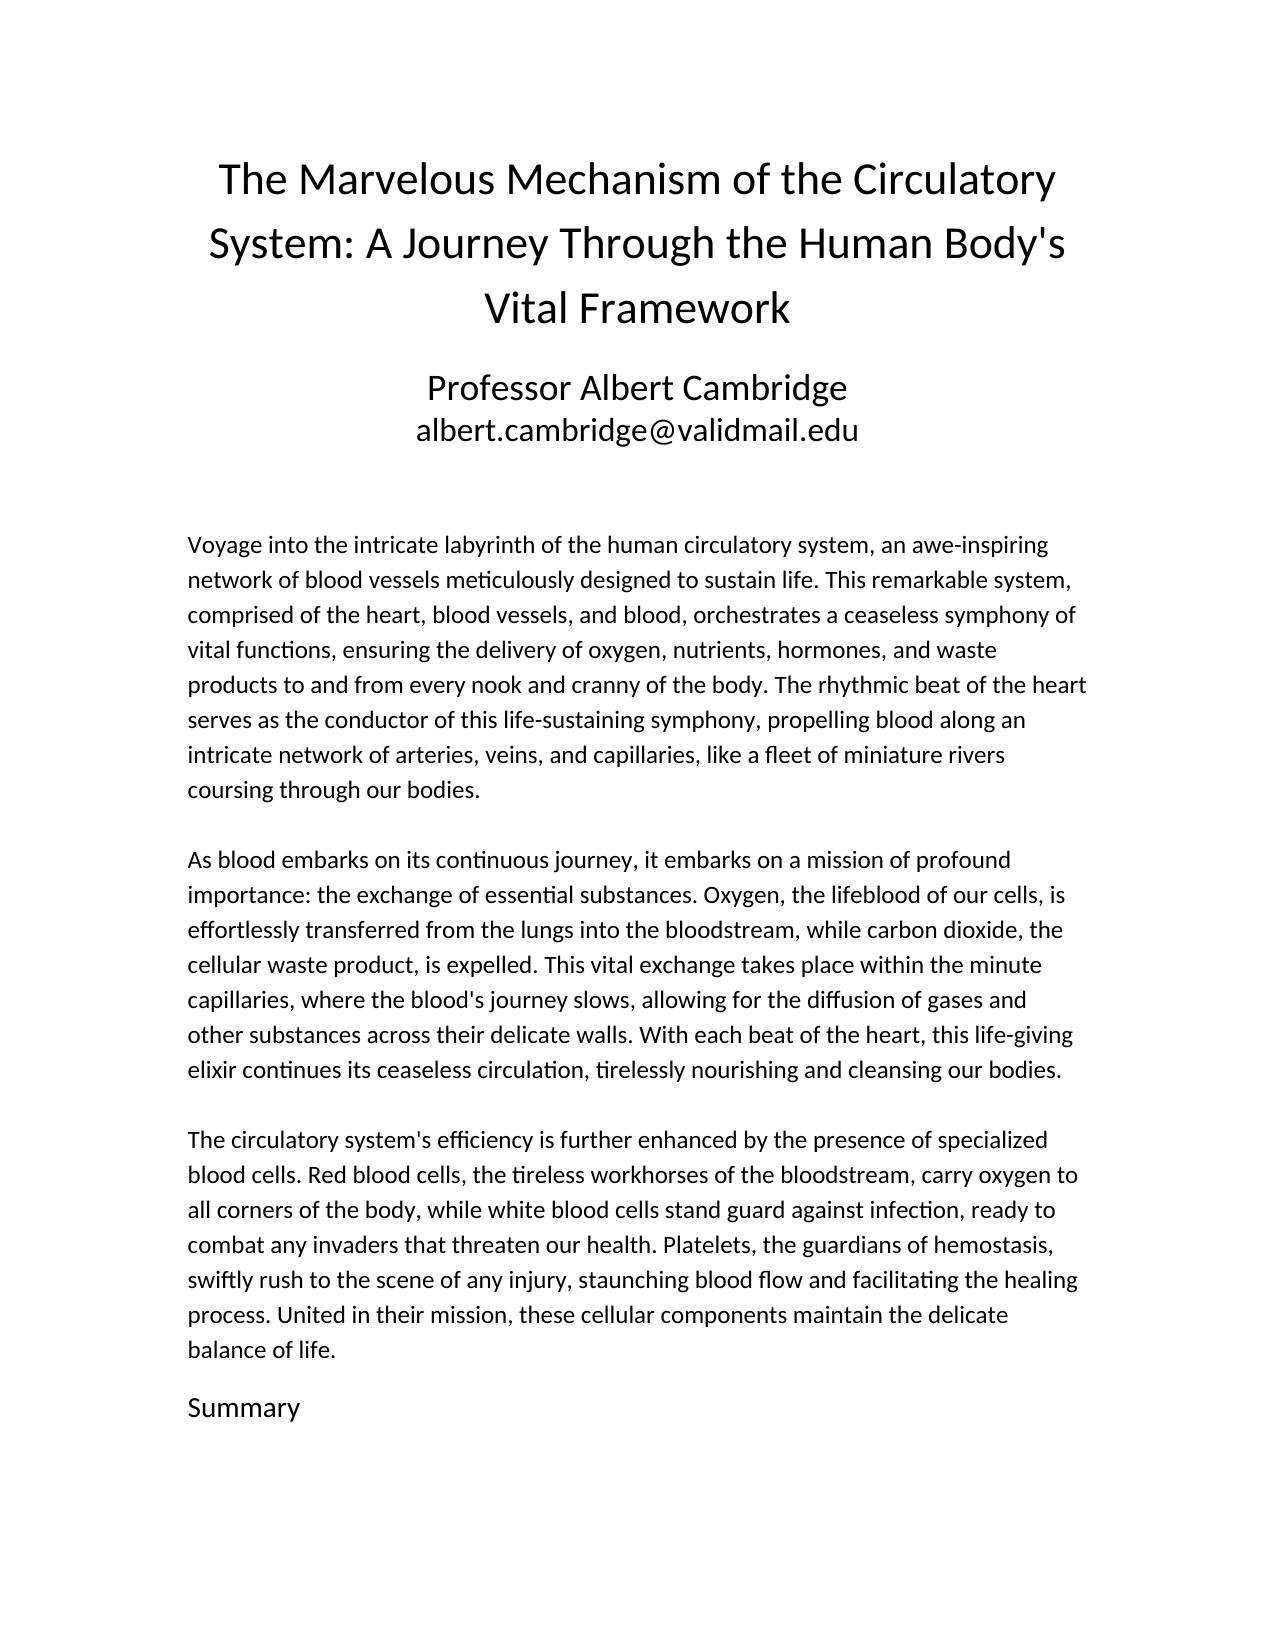 The Marvelous Mechanism of the Circulatory
System: A Journey Through the Human Body's
Vital Framework
Professor Albert Cambridge
albert.cambridge@validmail.edu
Voyage into the intricate labyrinth of the human circulatory system, an awe-inspiring
network of blood vessels meticulously designed to sustain life. This remarkable system,
comprised of the heart, blood vessels, and blood, orchestrates a ceaseless symphony of
vital functions, ensuring the delivery of oxygen, nutrients, hormones, and waste
products to and from every nook and cranny of the body. The rhythmic beat of the heart
serves as the conductor of this life-sustaining symphony, propelling blood along an
intricate network of arteries, veins, and capillaries, like a fleet of miniature rivers
coursing through our bodies.
As blood embarks on its continuous journey, it embarks on a mission of profound
importance: the exchange of essential substances. Oxygen, the lifeblood of our cells, is
effortlessly transferred from the lungs into the bloodstream, while carbon dioxide, the
cellular waste product, is expelled. This vital exchange takes place within the minute
capillaries, where the blood's journey slows, allowing for the diffusion of gases and
other substances across their delicate walls. With each beat of the heart, this life-giving
elixir continues its ceaseless circulation, tirelessly nourishing and cleansing our bodies.
The circulatory system's efficiency is further enhanced by the presence of specialized
blood cells. Red blood cells, the tireless workhorses of the bloodstream, carry oxygen to
all corners of the body, while white blood cells stand guard against infection, ready to
combat any invaders that threaten our health. Platelets, the guardians of hemostasis,
swiftly rush to the scene of any injury, staunching blood flow and facilitating the healing
process. United in their mission, these cellular components maintain the delicate
balance of life.
Summary